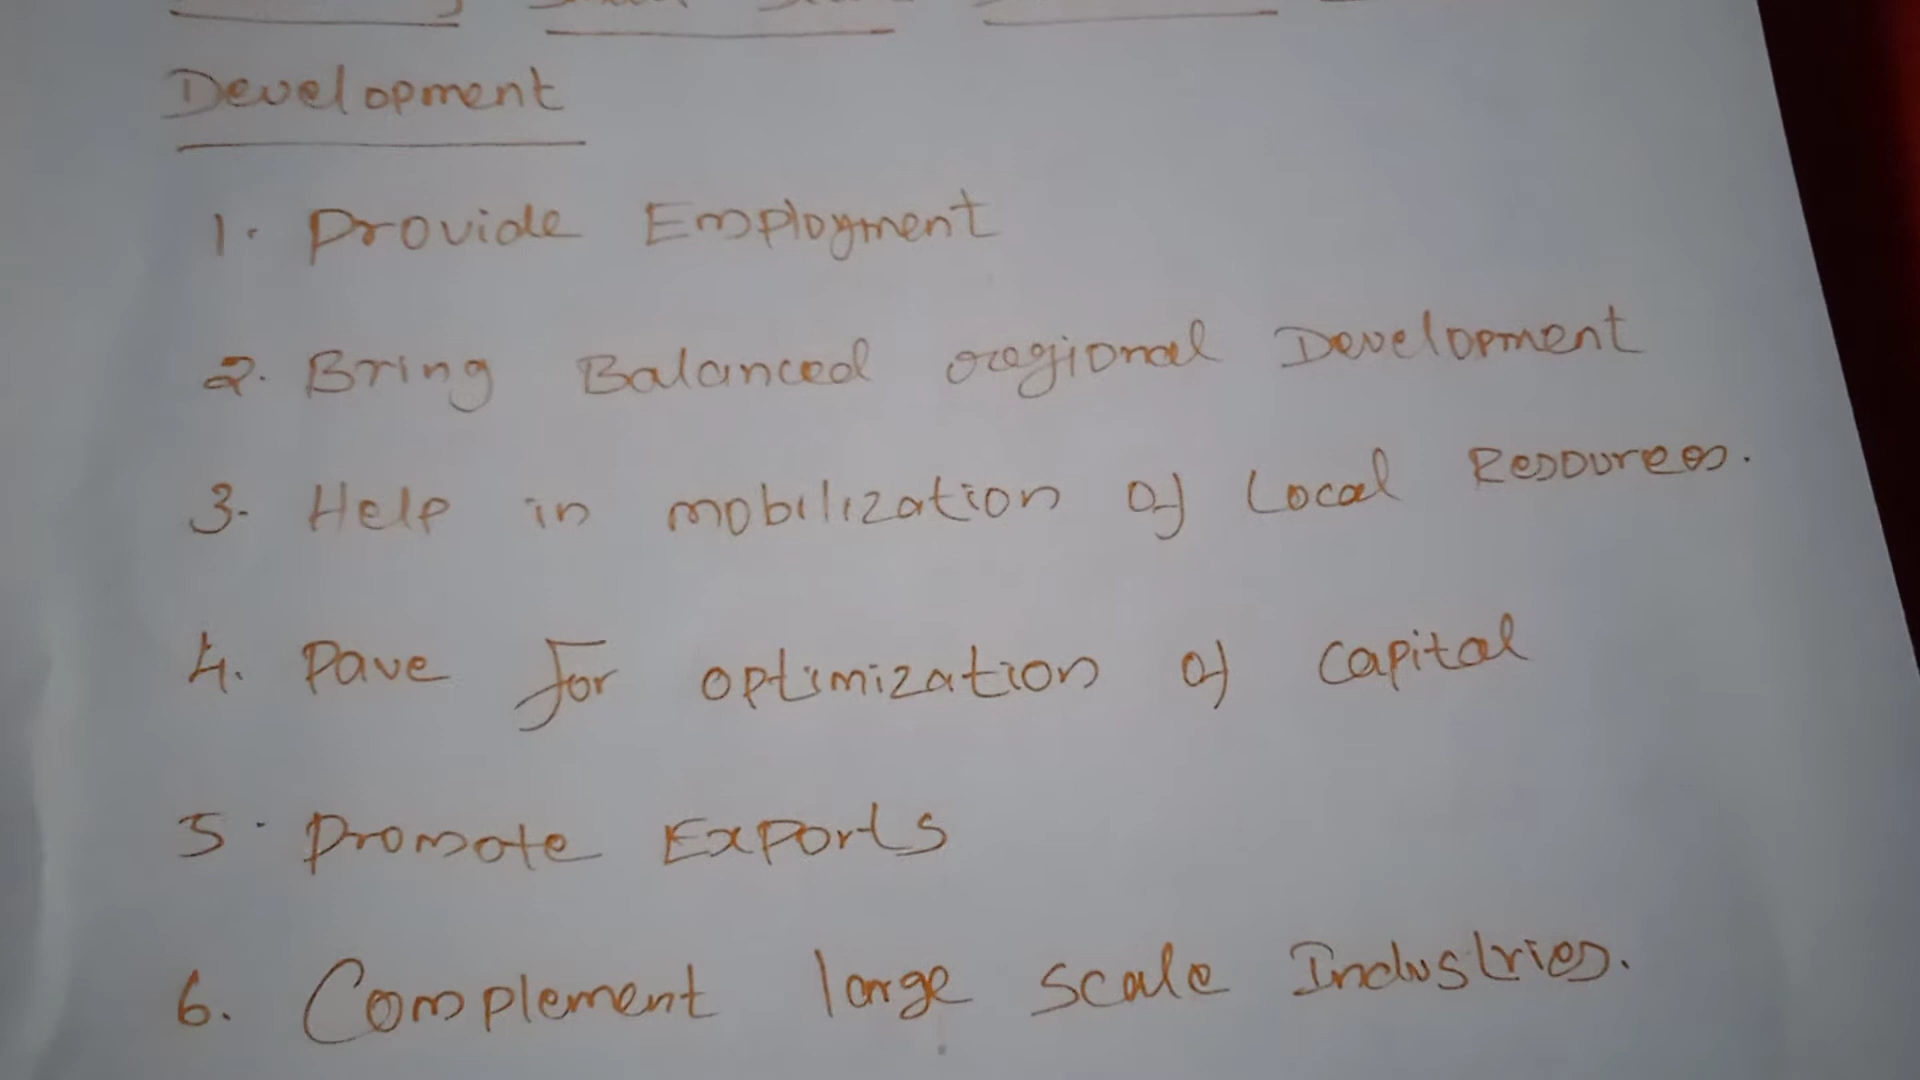 Development
1. Provide Employment
2. Bring Balanced regional Development
3. Help in mobilization of Local Resources.
4. Pave for optimization of capital
5. Promote Exports
6. Complement large scale Industries.